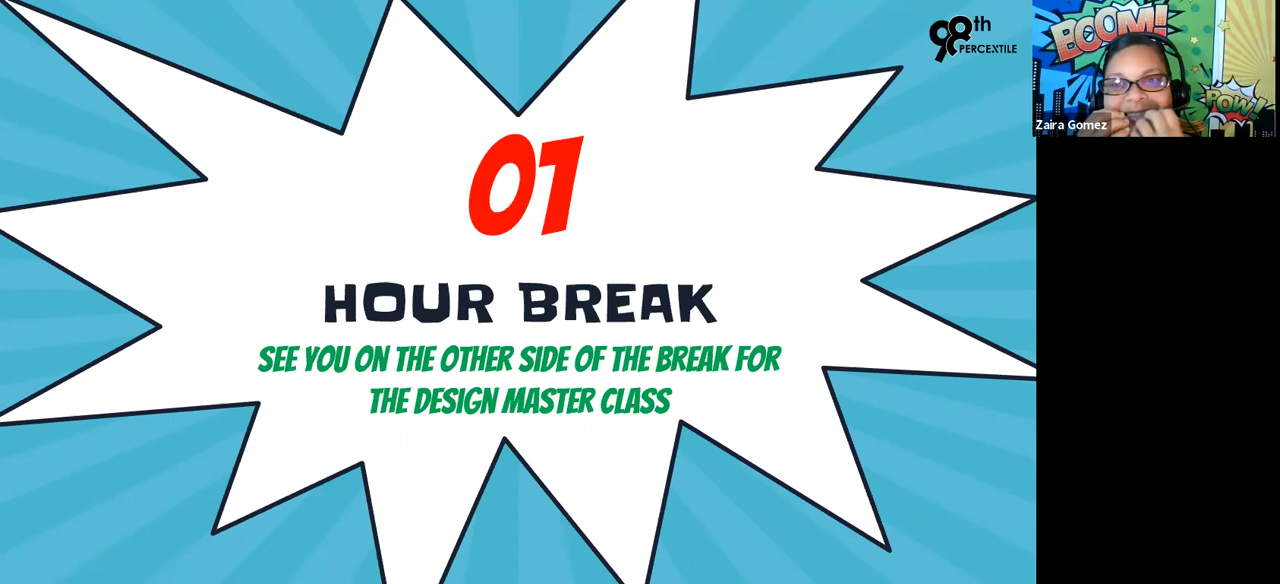 98th
PERCENTILE
BOOM!
POW!
Zaira Gomez
01
HOUR BREAK
SEE YOU ON THE OTHER SIDE OF THE BREAK FOR
THE DESIGN MASTER CLASS